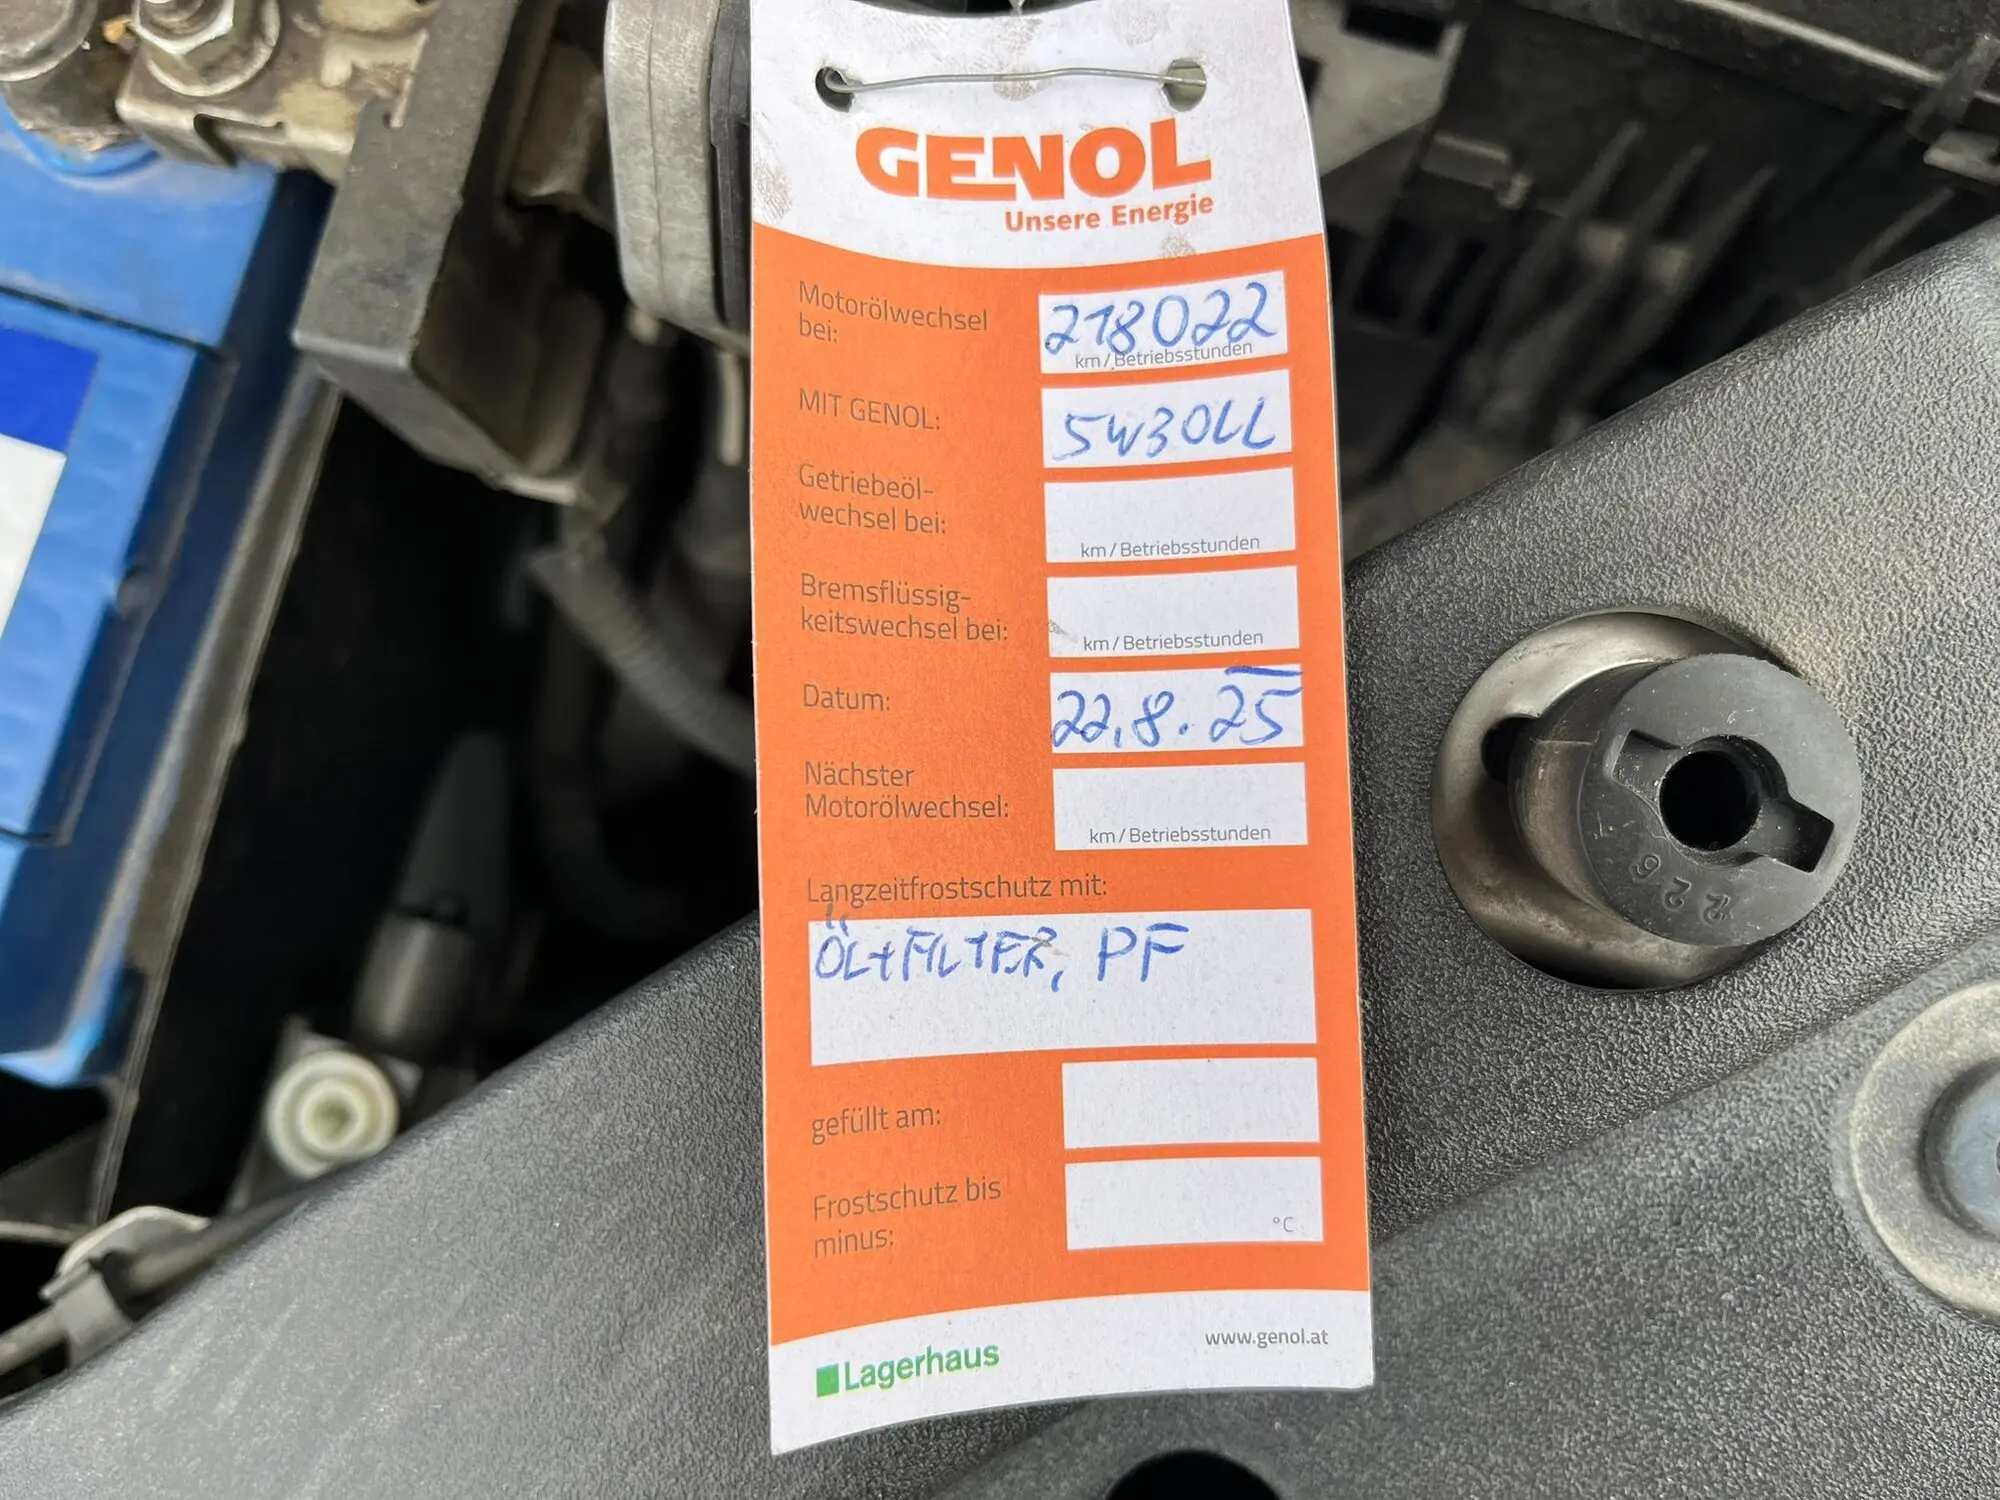 GENOL
Unsere Energie
Motorölwechsel
bei:
218022
km / Betriebsstunden
MIT GENOL:
5W30LL
Getriebeöl-
wechsel bei:
km / Betriebsstunden
Bremsflüssig-
keitswechsel bei:
km / Betriebsstunden
Datum:
22.8.25
Nächster
Motorölwechsel:
km / Betriebsstunden
Langzeitfrostschutz mit:
ÖL+FILTER, PF
gefüllt am:
Frostschutz bis
minus:
°C
Lagerhaus
www.genol.at
226